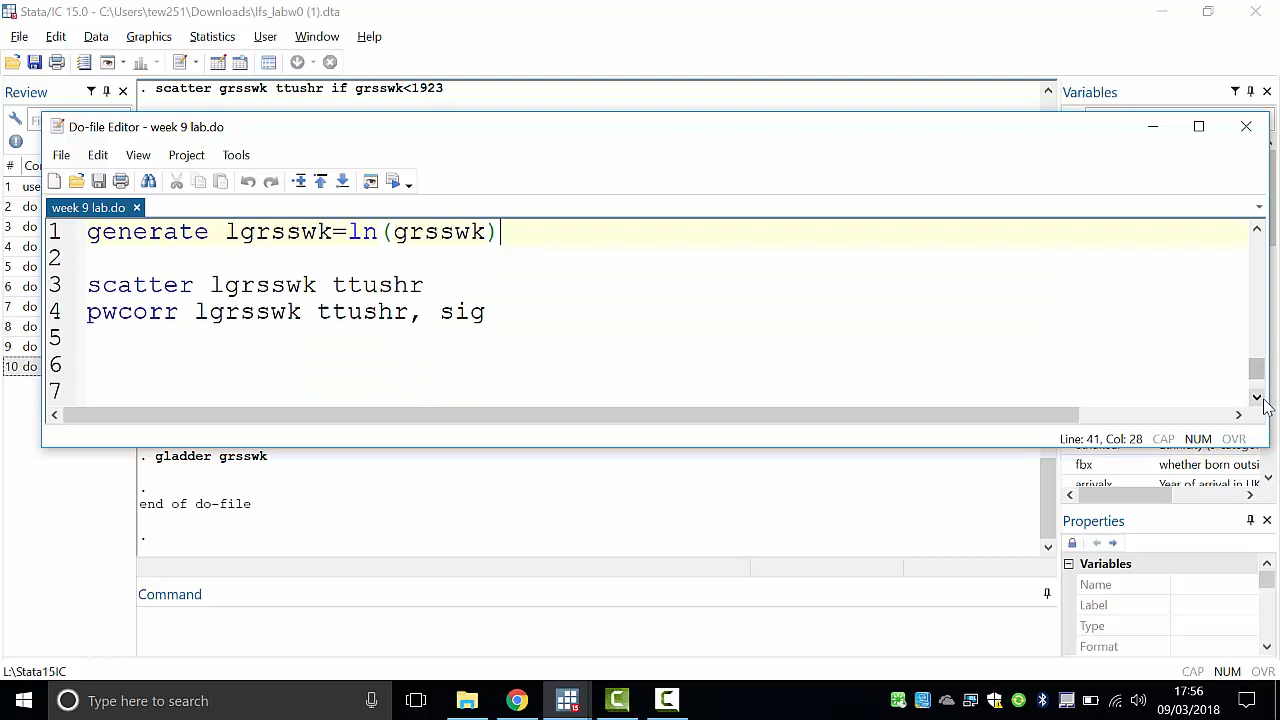 Stata/IC 15.0 - C:\Users\tew251\Downloads\lfs_labw0 (1).dta
File Edit Data Graphics Statistics User Window Help
Review
. scatter grsswk ttushr if grsswk<1923
Variables
Do-file Editor - week 9 lab.do
File Edit View Project Tools
#
1 use
2 do
3 do
4 do
5 do
6 do
7 do
8 do
9 do
10 do
week 9 lab.do ×
1 generate lgrsswk=ln(grsswk)
2
3 scatter lgrsswk ttushr
4 pwcorr lgrsswk ttushr, sig
5
6
7
Line: 41, Col: 28 CAP NUM OVR
. gladder grsswk
.
end of do-file
.
fbx whether born outsi
arrivalx Year of arrival in UK
Properties
Variables
Name
Label
Type
Format
Command
L:\Stata15IC
CAP NUM OVR
Type here to search
17:56
09/03/2018